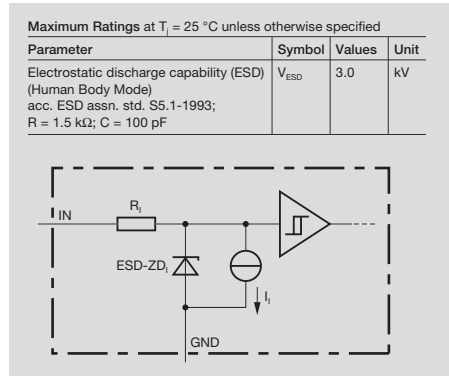 Maximum Ratings at Tj = 25 °C unless otherwise specified
Parameter Symbol Values Unit
Electrostatic discharge capability (ESD) VESD 3.0 kV
(Human Body Mode)
acc. ESD assn. std. S5.1-1993;
R = 1.5 kΩ; C = 100 pF
IN
RI
ESD-ZDI
II
GND